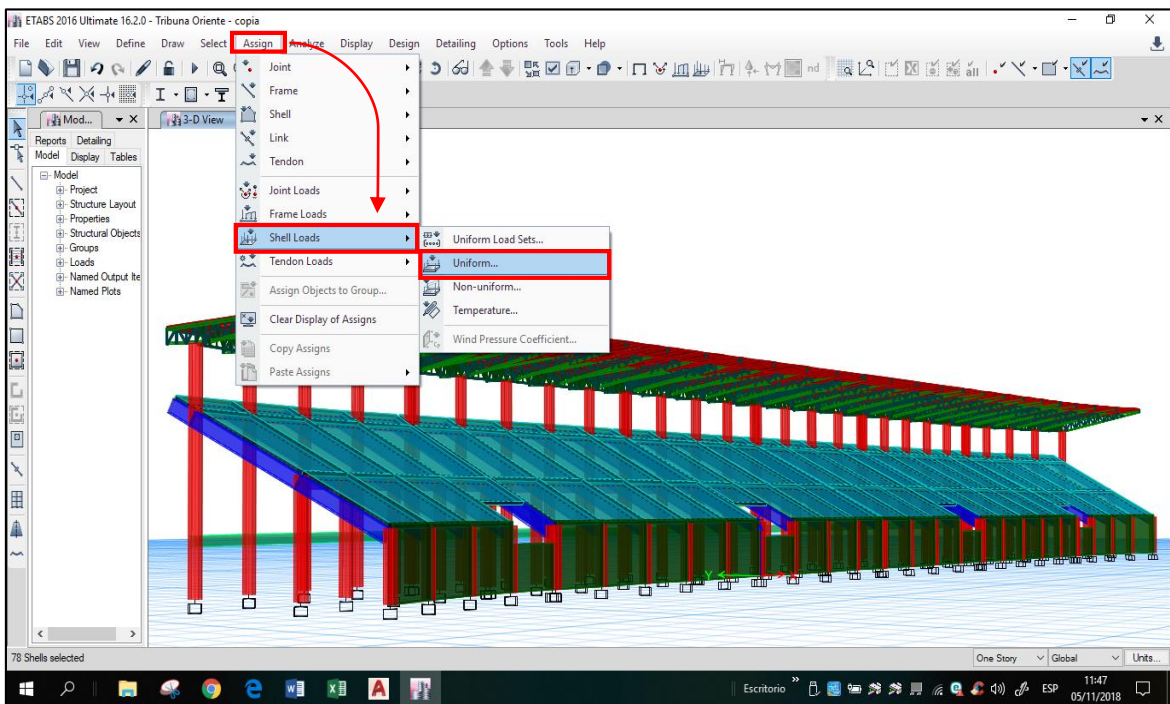 ETABS 2016 Ultimate 16.2.0 - Tribuna Oriente - copia
File Edit View Define Draw Select Assign Analyze Display Design Detailing Options Tools Help
nd
all
Mod...
3-D View
Reports Detailing
Model Display Tables
Model
Project
Structure Layout
Properties
Structural Objects
Groups
Loads
Named Output Ite
Named Plots
Joint
Frame
Shell
Link
Tendon
Joint Loads
Frame Loads
Shell Loads
Tendon Loads
Assign Objects to Group...
Clear Display of Assigns
Copy Assigns
Paste Assigns
Uniform Load Sets...
Uniform...
Non-uniform...
Temperature...
Wind Pressure Coefficient...
Y
X
78 Shells selected
One Story Global Units...
Escritorio ESP 11:47
05/11/2018